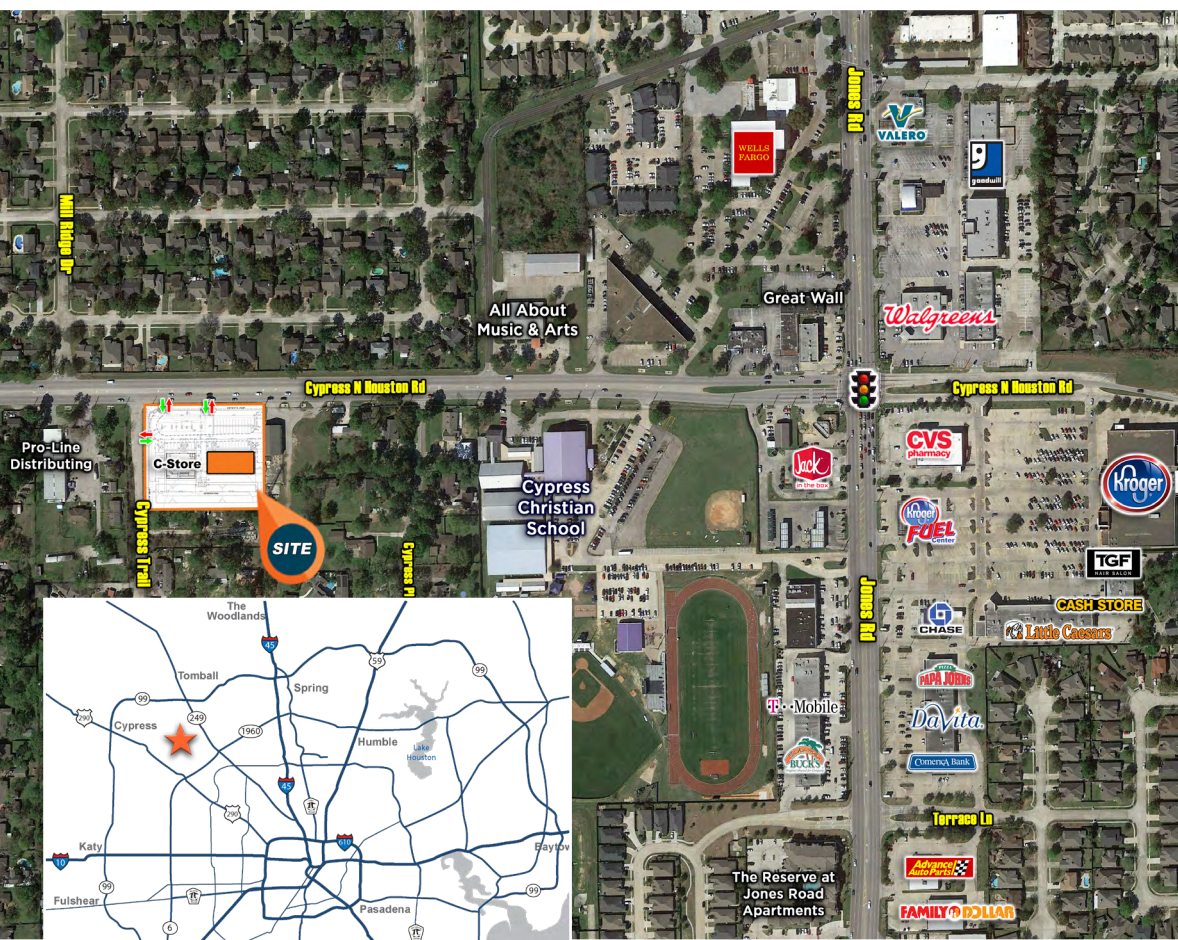 Jones Rd
VALERO
WELLS
FARGO
goodwill
Mill Ridge Dr
All About
Music & Arts
Great Wall
Walgreens
Cypress N Houston Rd
Cypress N Houston Rd
Pro-Line
Distributing
C-Store
SITE
Cypress Trail
Cypress
Christian
School
Jack
in the box
CVS
pharmacy
Kroger
Kroger
FUEL
Center
TGF
HAIR SALON
CASH STORE
Little Caesars
CHASE
Jones Rd
PIZZA
PAPA JOHNS
T··Mobile
DaVita.
BUCK'S
Comerica Bank
Terrace Ln
Advance
Auto Parts
The Reserve at
Jones Road
Apartments
FAMILY DOLLAR
The
Woodlands
45
59
99
Tomball
Spring
99
249
290
Cypress
1960
Humble
Lake
Houston
45
290
610
Katy
10
Bayto
99
99
Fulshear
Pasadena
6